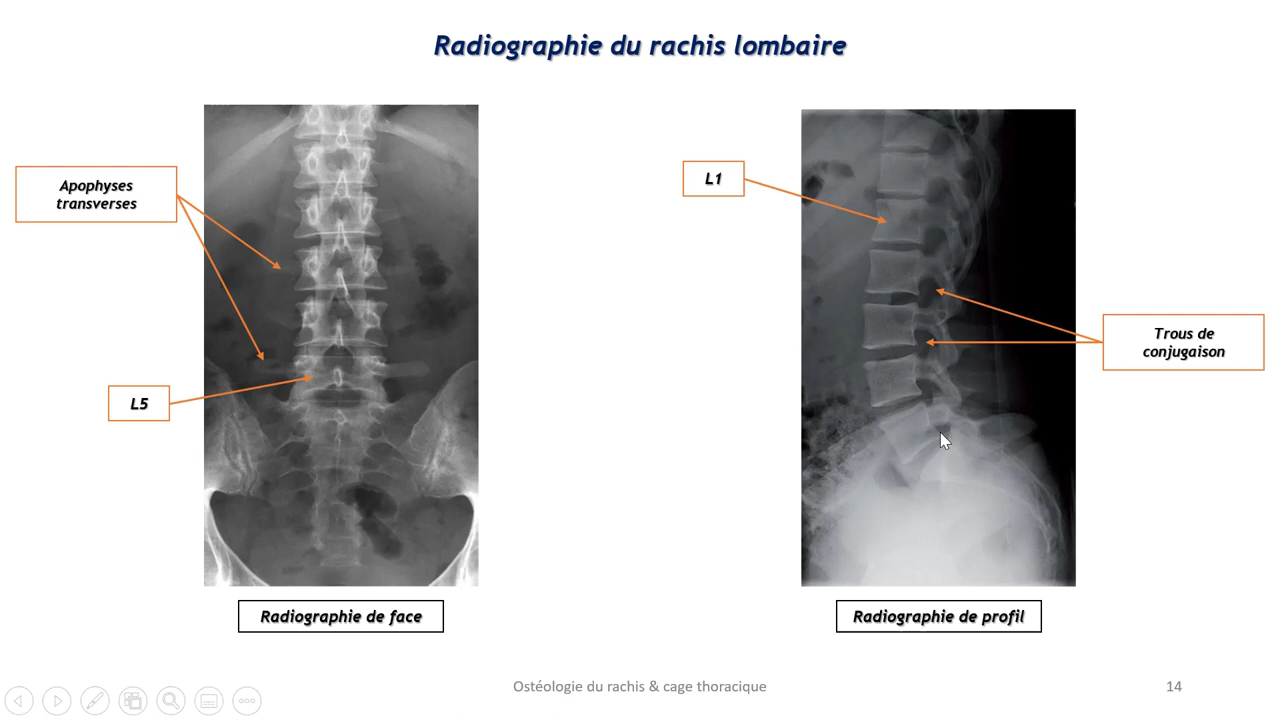 Radiographie du rachis lombaire
Apophyses
transverses
L5
L1
Trous de
conjugaison
Radiographie de face
Radiographie de profil
Ostéologie du rachis & cage thoracique
14